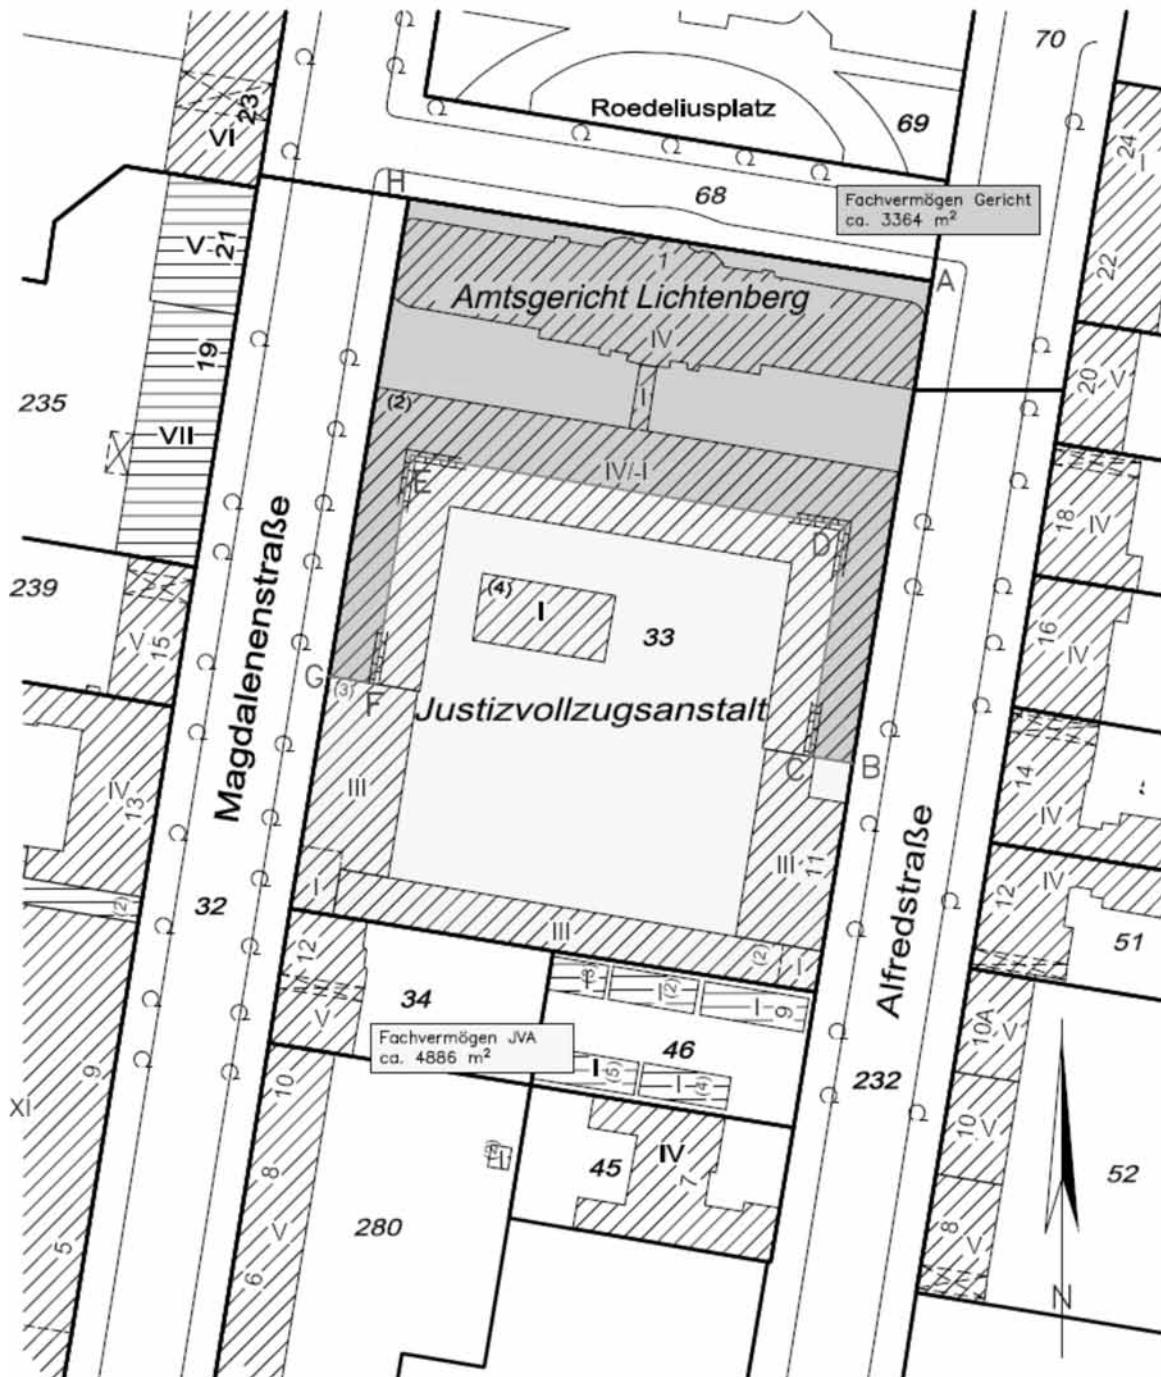 70
23
VI
Roedeliusplatz
69
24
I
H
68
Fachvermögen Gericht
ca. 3364 m²
V
21
1
22
A
Amtsgericht Lichtenberg
19
IV
20
V
235
(2)
I
VII
IV/-I
E
18
IV
D
239
(4)
I
33
16
IV
V
15
G
(3)
F
Justizvollzugsanstalt
Magdalenenstraße
C
B
14
IV
13
III
IV
III
11
Alfredstraße
IV
12
(2)
32
I
III
(2)
I
51
12
V
34
(3)
I
I
(2)
I
9
10A
V
Fachvermögen JVA
ca. 4886 m²
46
232
9
10
I
(5)
I
(4)
XI
10
V
IV
45
7
52
8
280
8
V
V
5
6
N